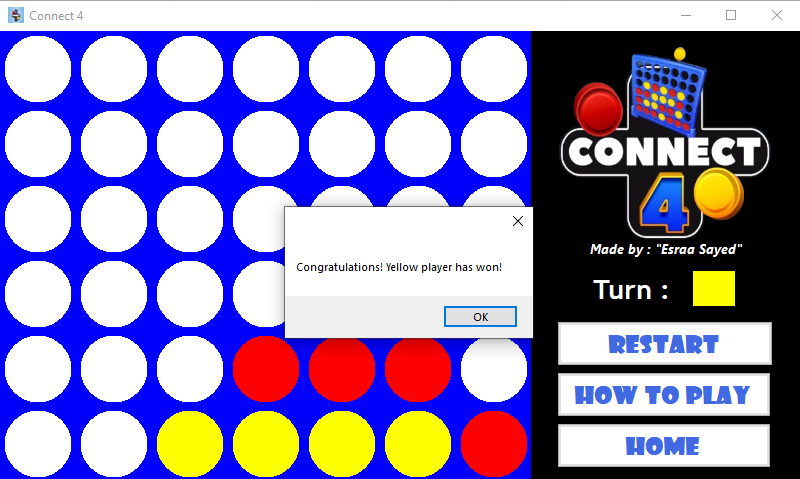 Connect 4
CONNECT
4
Made by : "Esraa Sayed"
Turn :
Congratulations! Yellow player has won!
OK
RESTART
HOW TO PLAY
HOME